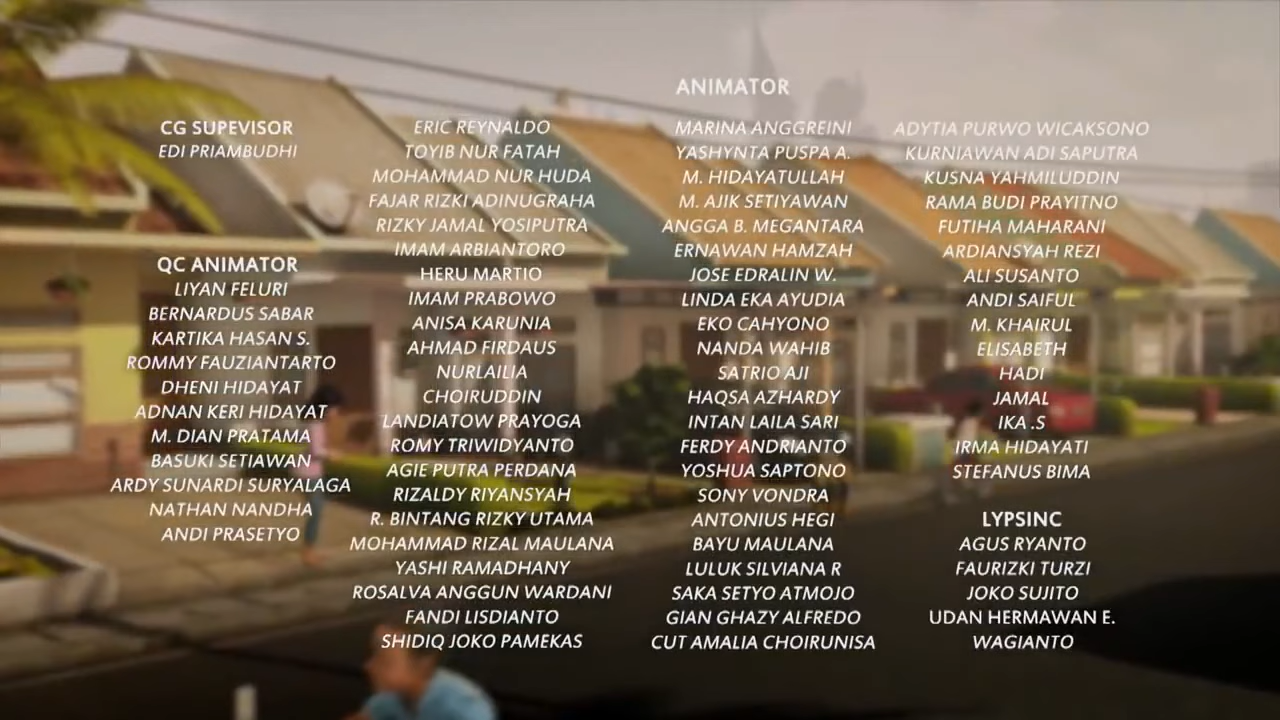 CG SUPEVISOR
EDI PRIAMBUDHI
QC ANIMATOR
LIYAN FELURI
BERNARDUS SABAR
KARTIKA HASAN S.
ROMMY FAUZIANTARTO
DHENI HIDAYAT
ADNAN KERI HIDAYAT
M. DIAN PRATAMA
BASUKI SETIAWAN
ARDY SUNARDI SURYALAGA
NATHAN NANDHA
ANDI PRASETYO
ANIMATOR
ERIC REYNALDO
TOYIB NUR FATAH
MOHAMMAD NUR HUDA
FAJAR RIZKI ADINUGRAHA
RIZKY JAMAL YOSIPUTRA
IMAM ARBIANTORO
HERU MARTIO
IMAM PRABOWO
ANISA KARUNIA
AHMAD FIRDAUS
NURLAILIA
CHOIRUDDIN
LANDIATOW PRAYOGA
ROMY TRIWIDYANTO
AGIE PUTRA PERDANA
RIZALDY RIYANSYAH
R. BINTANG RIZKY UTAMA
MOHAMMAD RIZAL MAULANA
YASHI RAMADHANY
ROSALVA ANGGUN WARDANI
FANDI LISDIANTO
SHIDIQ JOKO PAMEKAS
MARINA ANGGREINI
YASHYNTA PUSPA A.
M. HIDAYATULLAH
M. AJIK SETIYAWAN
ANGGA B. MEGANTARA
ERNAWAN HAMZAH
JOSE EDRALIN W.
LINDA EKA AYUDIA
EKO CAHYONO
NANDA WAHIB
SATRIO AJI
HAQSA AZHARDY
INTAN LAILA SARI
FERDY ANDRIANTO
YOSHUA SAPTONO
SONY VONDRA
ANTONIUS HEGI
BAYU MAULANA
LULUK SILVIANA R
SAKA SETYO ATMOJO
GIAN GHAZY ALFREDO
CUT AMALIA CHOIRUNISA
ADYTIA PURWO WICAKSONO
KURNIAWAN ADI SAPUTRA
KUSNA YAHMILUDDIN
RAMA BUDI PRAYITNO
FUTIHA MAHARANI
ARDIANSYAH REZI
ALI SUSANTO
ANDI SAIFUL
M. KHAIRUL
ELISABETH
HADI
JAMAL
IKA .S
IRMA HIDAYATI
STEFANUS BIMA
LYPSINC
AGUS RYANTO
FAURIZKI TURZI
JOKO SUJITO
UDAN HERMAWAN E.
WAGIANTO